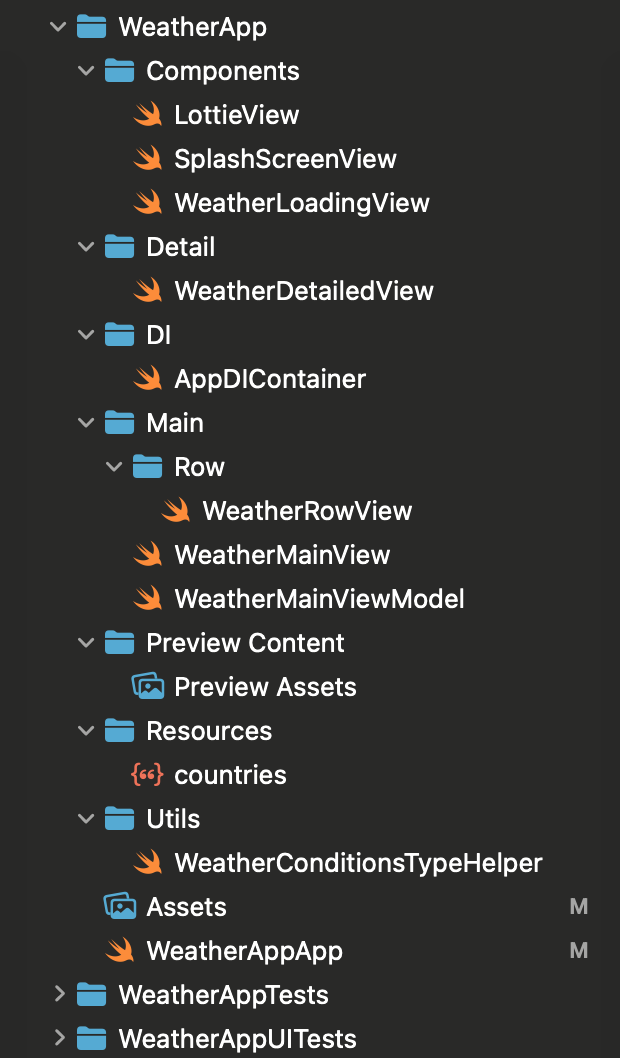 WeatherApp
Components
LottieView
SplashScreenView
WeatherLoadingView
Detail
WeatherDetailedView
DI
AppDIContainer
Main
Row
WeatherRowView
WeatherMainView
WeatherMainViewModel
Preview Content
Preview Assets
Resources
countries
Utils
WeatherConditionsTypeHelper
Assets M
WeatherAppApp M
WeatherAppTests
WeatherAppUITests